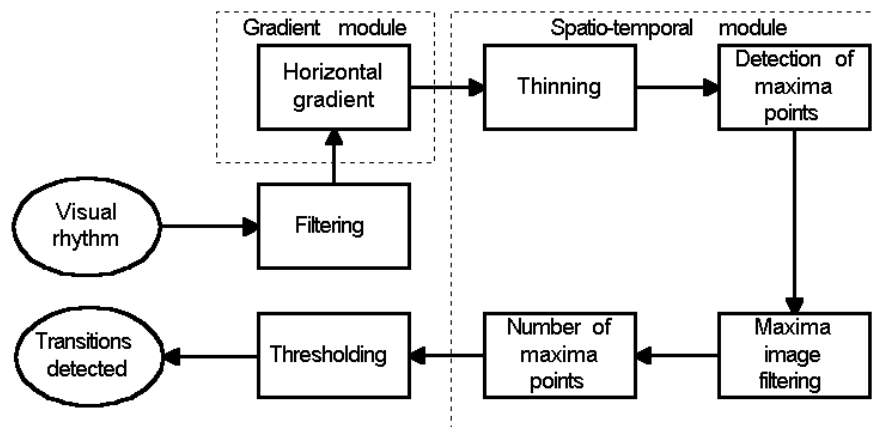 Gradient module
Spatio-temporal module
Horizontal
gradient
Thinning
Detection of
maxima
points
Visual
rhythm
Filtering
Transitions
detected
Thresholding
Number of
maxima
points
Maxima
image
filtering